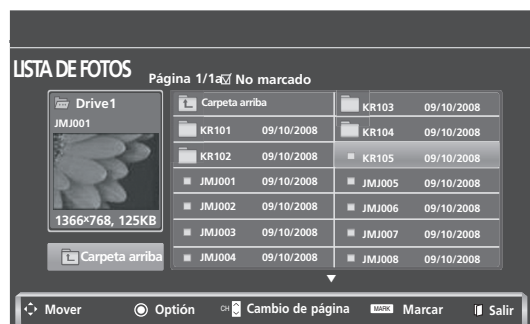 LISTA DE FOTOS
Página 1/1a No marcado
Drive1
JMJ001
1366x768, 125KB
Carpeta arriba
Carpeta arriba
KR101 09/10/2008
KR102 09/10/2008
JMJ001 09/10/2008
JMJ002 09/10/2008
JMJ003 09/10/2008
JMJ004 09/10/2008
KR103 09/10/2008
KR104 09/10/2008
KR105 09/10/2008
JMJ005 09/10/2008
JMJ006 09/10/2008
JMJ007 09/10/2008
JMJ008 09/10/2008
Mover Optión CH Cambio de págína MARK Marcar Salir